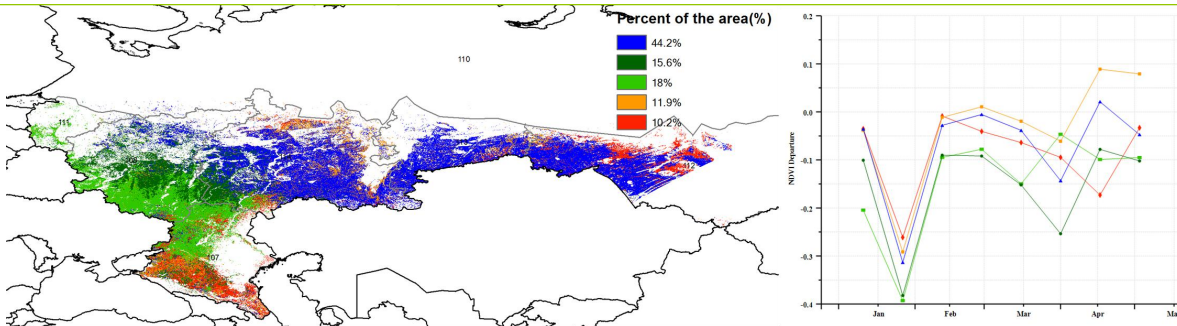 Percent of the area(%)
44.2%
15.6%
18%
11.9%
10.2%
110
111
107
0.2
0.1
0.0
-0.1
-0.2
-0.3
-0.4
NDVI Departure
Jan
Feb
Mar
Apr
Ma